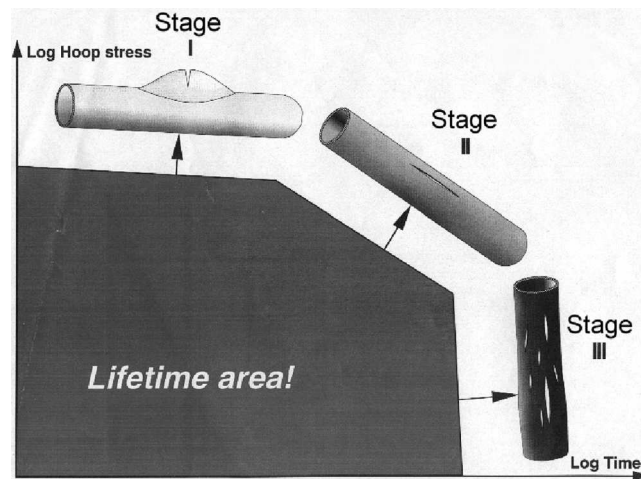 Stage
I
Log Hoop stress
Stage
II
Stage
III
Lifetime area!
Log Time